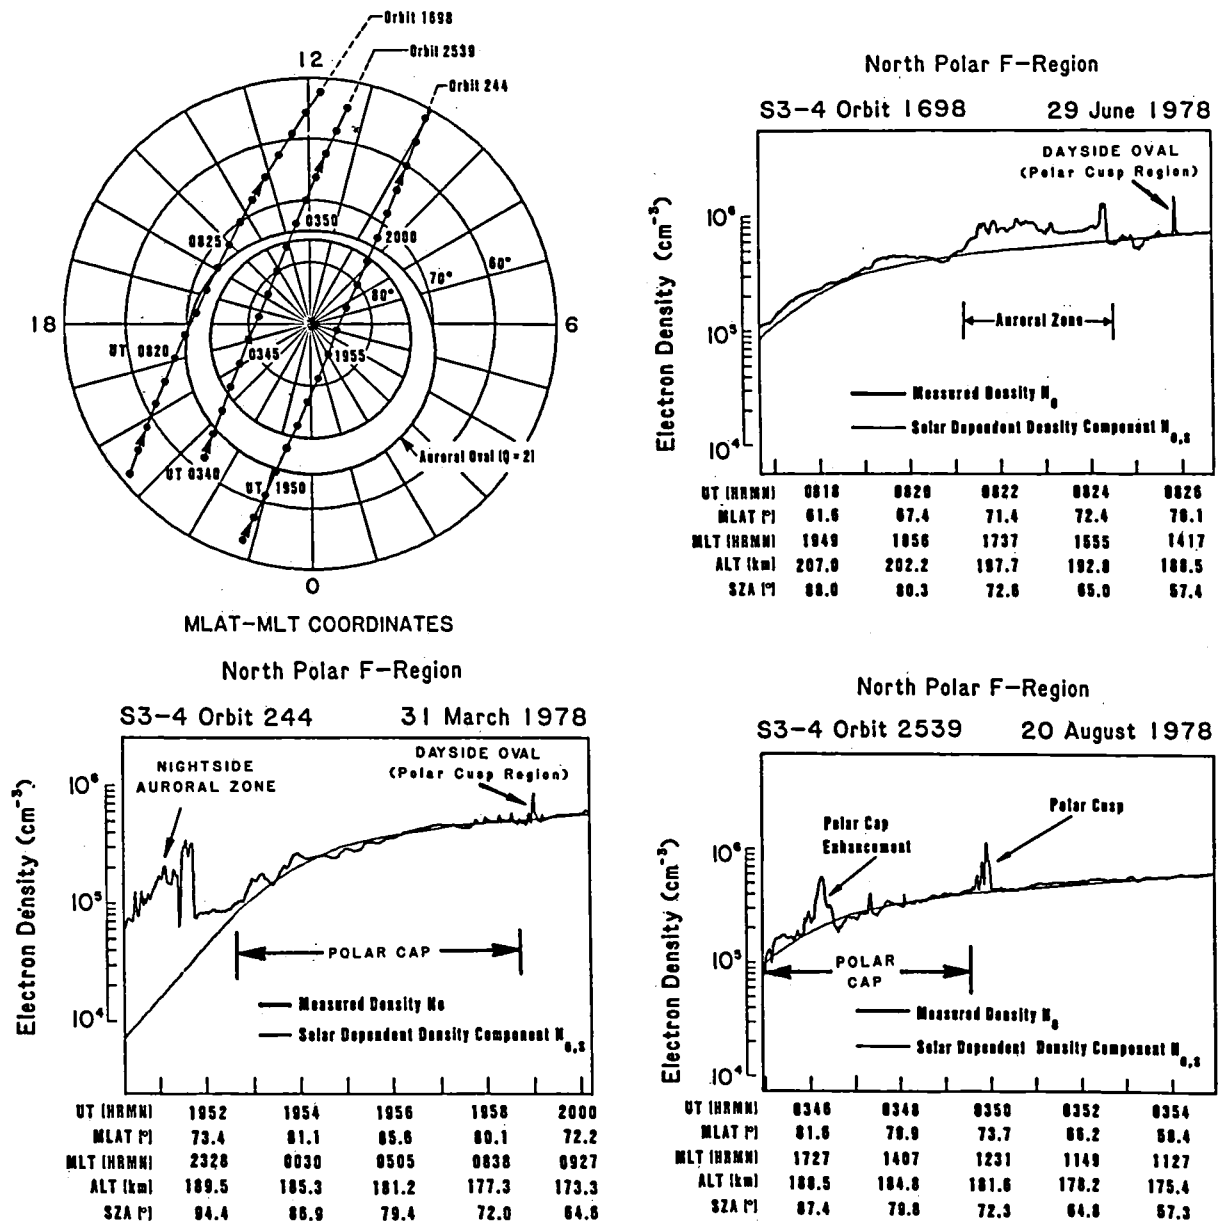 Orbit 1698
Orbit 2539
Orbit 244
12
0825
0350
2000
60°
70°
80°
18
6
UT 0820
0345
1955
UT 0340
UT 1950
Auroral Oval (Q = 2)
0
MLAT-MLT COORDINATES
North Polar F-Region
S3-4 Orbit 1698 29 June 1978
DAYSIDE OVAL
(Polar Cusp Region)
Electron Density (cm⁻³)
10⁶
10⁵
10⁴
Auroral Zone
Measured Density Ne
Solar Dependent Density Component Ne,s
UT (HRMN) 0818 0820 0822 0824 0826
MLAT (°) 61.6 67.4 71.4 72.4 70.1
MLT (HRMN) 1949 1856 1737 1555 1417
ALT (km) 207.0 202.2 197.7 192.8 188.5
SZA (°) 88.0 80.3 72.6 65.0 57.4
North Polar F-Region
S3-4 Orbit 244 31 March 1978
NIGHTSIDE
AURORAL ZONE
DAYSIDE OVAL
(Polar Cusp Region)
Electron Density (cm⁻³)
10⁶
10⁵
10⁴
POLAR CAP
Measured Density Ne
Solar Dependent Density Component Ne,s
UT (HRMN) 1952 1954 1956 1958 2000
MLAT (°) 73.4 81.1 85.6 80.1 72.2
MLT (HRMN) 2328 0030 0505 0838 0927
ALT (km) 189.5 185.3 181.2 177.3 173.3
SZA (°) 94.4 86.9 79.4 72.0 64.6
North Polar F-Region
S3-4 Orbit 2539 20 August 1978
Polar Cap
Enhancement
Polar Cusp
Electron Density (cm⁻³)
10⁶
10⁵
10⁴
POLAR
CAP
Measured Density Ne
Solar Dependent Density Component Ne,s
UT (HRMN) 0346 0348 0350 0352 0354
MLAT (°) 81.6 78.9 73.7 66.2 58.4
MLT (HRMN) 1727 1407 1231 1149 1127
ALT (km) 188.5 184.8 181.6 178.2 175.4
SZA (°) 87.4 79.8 72.3 64.8 57.3